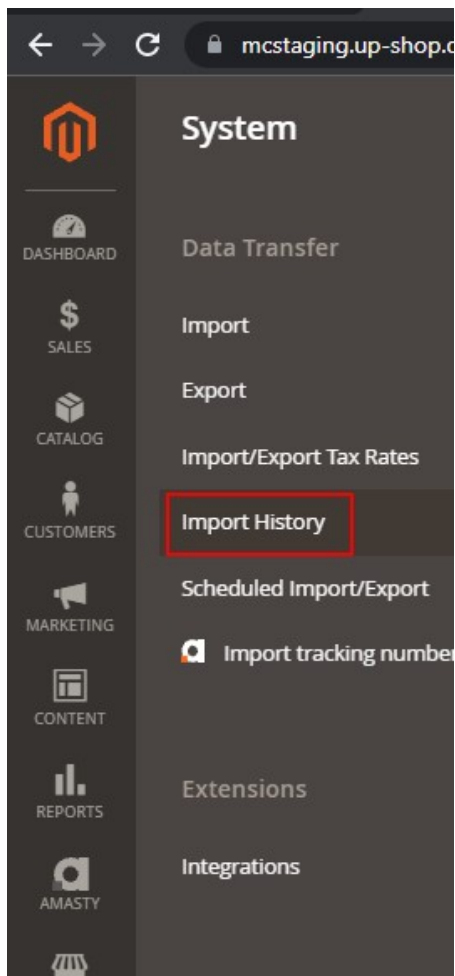 mcstaging.up-shop.
System
DASHBOARD
Data Transfer
SALES
Import
Export
CATALOG
Import/Export Tax Rates
CUSTOMERS
Import History
MARKETING
Scheduled Import/Export
Import tracking number
CONTENT
REPORTS
Extensions
AMASTY
Integrations